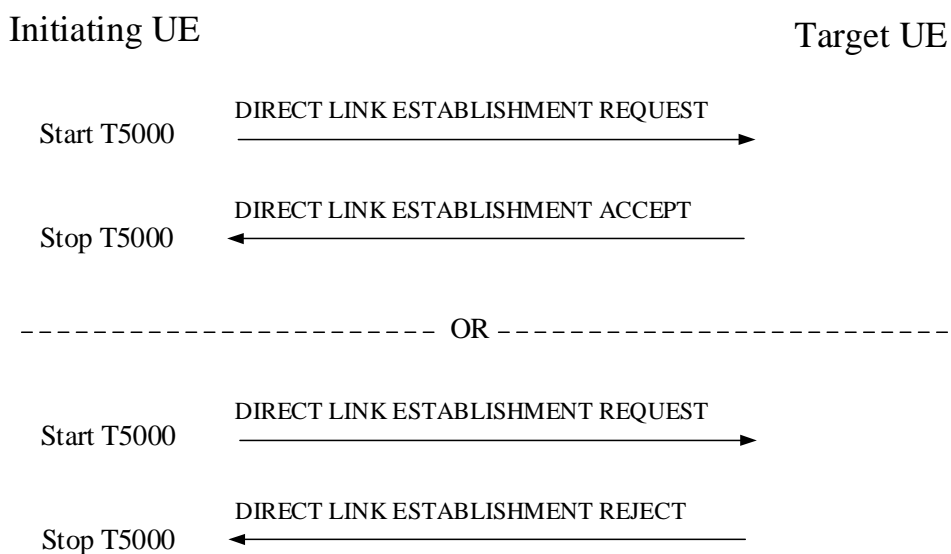 Initiating UE
Target UE
DIRECT LINK ESTABLISHMENT REQUEST
Start T5000
DIRECT LINK ESTABLISHMENT ACCEPT
Stop T5000
OR
DIRECT LINK ESTABLISHMENT REQUEST
Start T5000
DIRECT LINK ESTABLISHMENT REJECT
Stop T5000